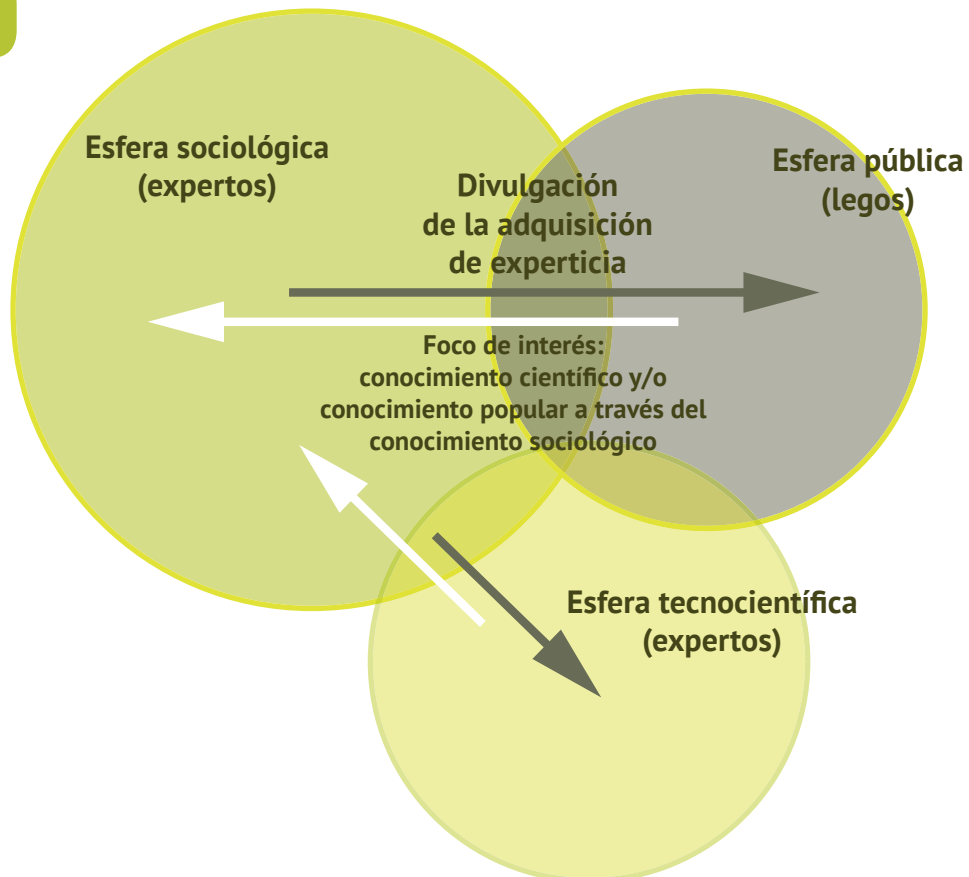 Esfera sociológica
(expertos)
Esfera pública
(legos)
Divulgación
de la adquisición
de experticia
Foco de interés:
conocimiento científico y/o
conocimiento popular a través del
conocimiento sociológico
Esfera tecnocientífica
(expertos)